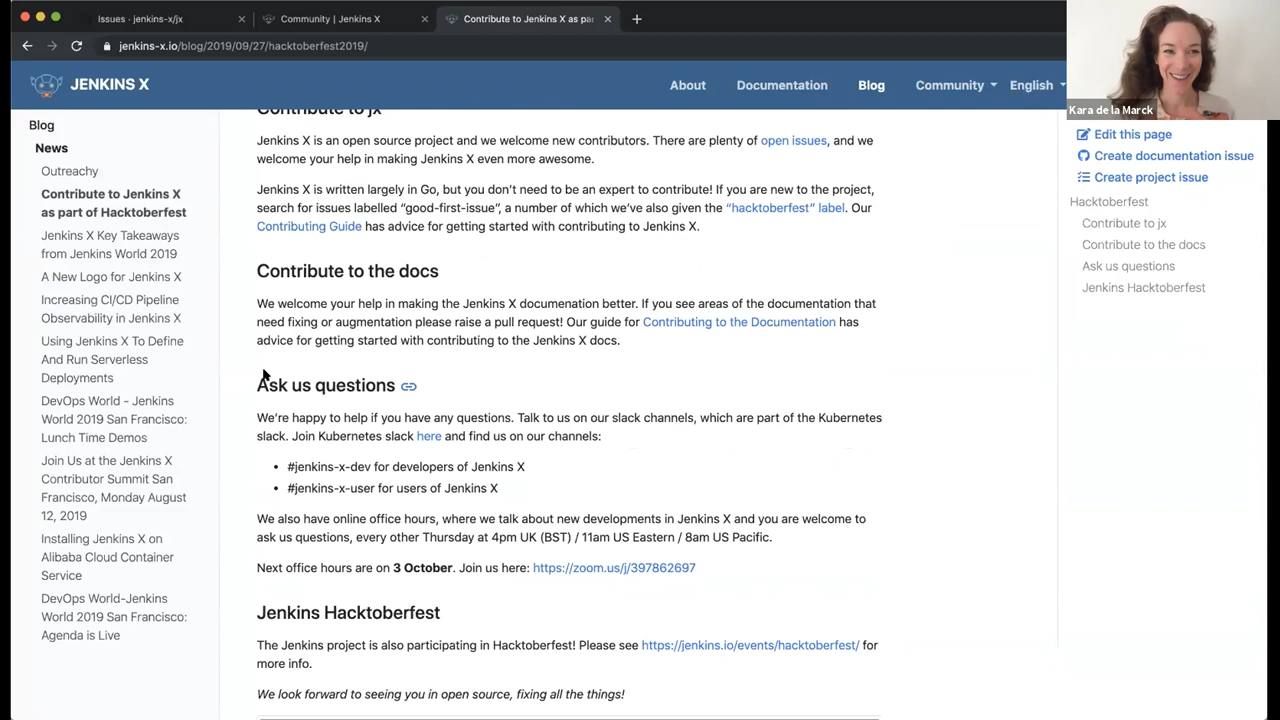 Issues · jenkins-x/jx
Community | Jenkins X
Contribute to Jenkins X as par
jenkins-x.io/blog/2019/09/27/hacktoberfest2019/
JENKINS X
About
Documentation
Blog
Community
English
Kara de la Marck
Blog
News
Outreachy
Contribute to Jenkins X
as part of Hacktoberfest
Jenkins X Key Takeaways
from Jenkins World 2019
A New Logo for Jenkins X
Increasing CI/CD Pipeline
Observability in Jenkins X
Using Jenkins X To Define
And Run Serverless
Deployments
DevOps World - Jenkins
World 2019 San Francisco:
Lunch Time Demos
Join Us at the Jenkins X
Contributor Summit San
Francisco, Monday August
12, 2019
Installing Jenkins X on
Alibaba Cloud Container
Service
DevOps World-Jenkins
World 2019 San Francisco:
Agenda is Live
Contribute to jx
Jenkins X is an open source project and we welcome new contributors. There are plenty of open issues, and we
welcome your help in making Jenkins X even more awesome.
Jenkins X is written largely in Go, but you don't need to be an expert to contribute! If you are new to the project,
search for issues labelled “good-first-issue”, a number of which we've also given the “hacktoberfest” label. Our
Contributing Guide has advice for getting started with contributing to Jenkins X.
Contribute to the docs
We welcome your help in making the Jenkins X documenation better. If you see areas of the documentation that
need fixing or augmentation please raise a pull request! Our guide for Contributing to the Documentation has
advice for getting started with contributing to the Jenkins X docs.
Ask us questions
We're happy to help if you have any questions. Talk to us on our slack channels, which are part of the Kubernetes
slack. Join Kubernetes slack here and find us on our channels:
• #jenkins-x-dev for developers of Jenkins X
• #jenkins-x-user for users of Jenkins X
We also have online office hours, where we talk about new developments in Jenkins X and you are welcome to
ask us questions, every other Thursday at 4pm UK (BST) / 11am US Eastern / 8am US Pacific.
Next office hours are on 3 October. Join us here: https://zoom.us/j/397862697
Jenkins Hacktoberfest
The Jenkins project is also participating in Hacktoberfest! Please see https://jenkins.io/events/hacktoberfest/ for
more info.
We look forward to seeing you in open source, fixing all the things!
Edit this page
Create documentation issue
Create project issue
Hacktoberfest
Contribute to jx
Contribute to the docs
Ask us questions
Jenkins Hacktoberfest